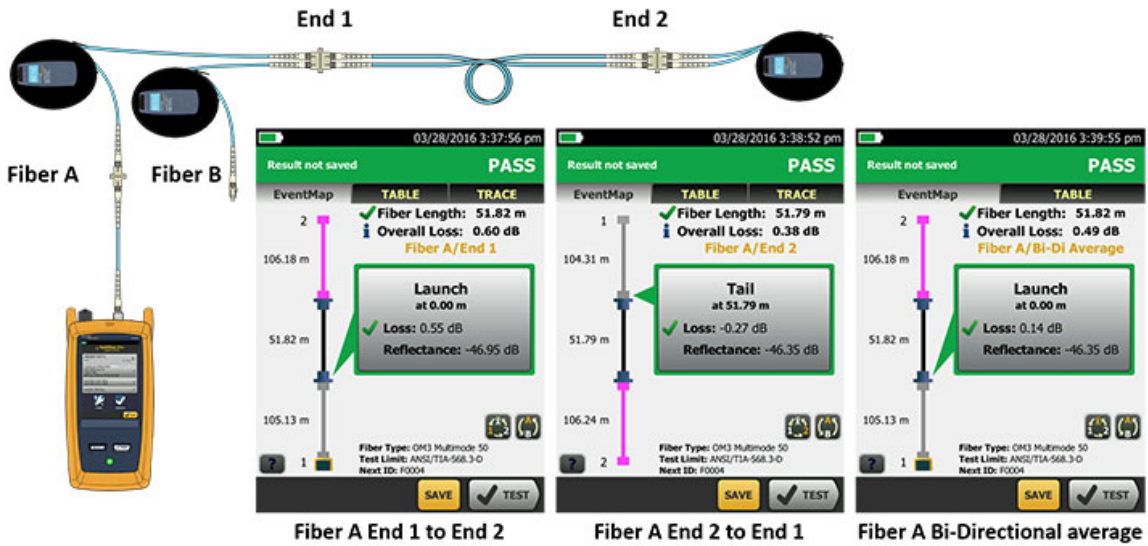 End 1
End 2
Fiber A
Fiber B
03/28/2016 3:37:56 pm
Result not saved
PASS
EventMap
TABLE
TRACE
2
Fiber Length: 51.82 m
Overall Loss: 0.60 dB
Fiber A/End 1
106.18 m
Launch
at 0.00 m
Loss: 0.55 dB
Reflectance: -46.95 dB
51.82 m
105.13 m
1
Fiber Type: OM3 Multimode 50
Test Limit: ANSI/TIA-568.3-D
Next ID: F0004
?
SAVE
TEST
Fiber A End 1 to End 2
03/28/2016 3:38:52 pm
Result not saved
PASS
EventMap
TABLE
TRACE
1
Fiber Length: 51.79 m
Overall Loss: 0.38 dB
Fiber A/End 2
104.31 m
Tail
at 51.79 m
Loss: -0.27 dB
Reflectance: -46.35 dB
51.79 m
106.24 m
2
Fiber Type: OM3 Multimode 50
Test Limit: ANSI/TIA-568.3-D
Next ID: F0004
?
SAVE
TEST
Fiber A End 2 to End 1
03/28/2016 3:39:55 pm
Result not saved
PASS
EventMap
TABLE
2
Fiber Length: 51.82 m
Overall Loss: 0.49 dB
Fiber A/Bi-Di Average
106.18 m
Launch
at 0.00 m
Loss: 0.14 dB
Reflectance: -46.35 dB
51.82 m
105.13 m
1
Fiber Type: OM3 Multimode 50
Test Limit: ANSI/TIA-568.3-D
Next ID: F0004
?
SAVE
TEST
Fiber A Bi-Directional average